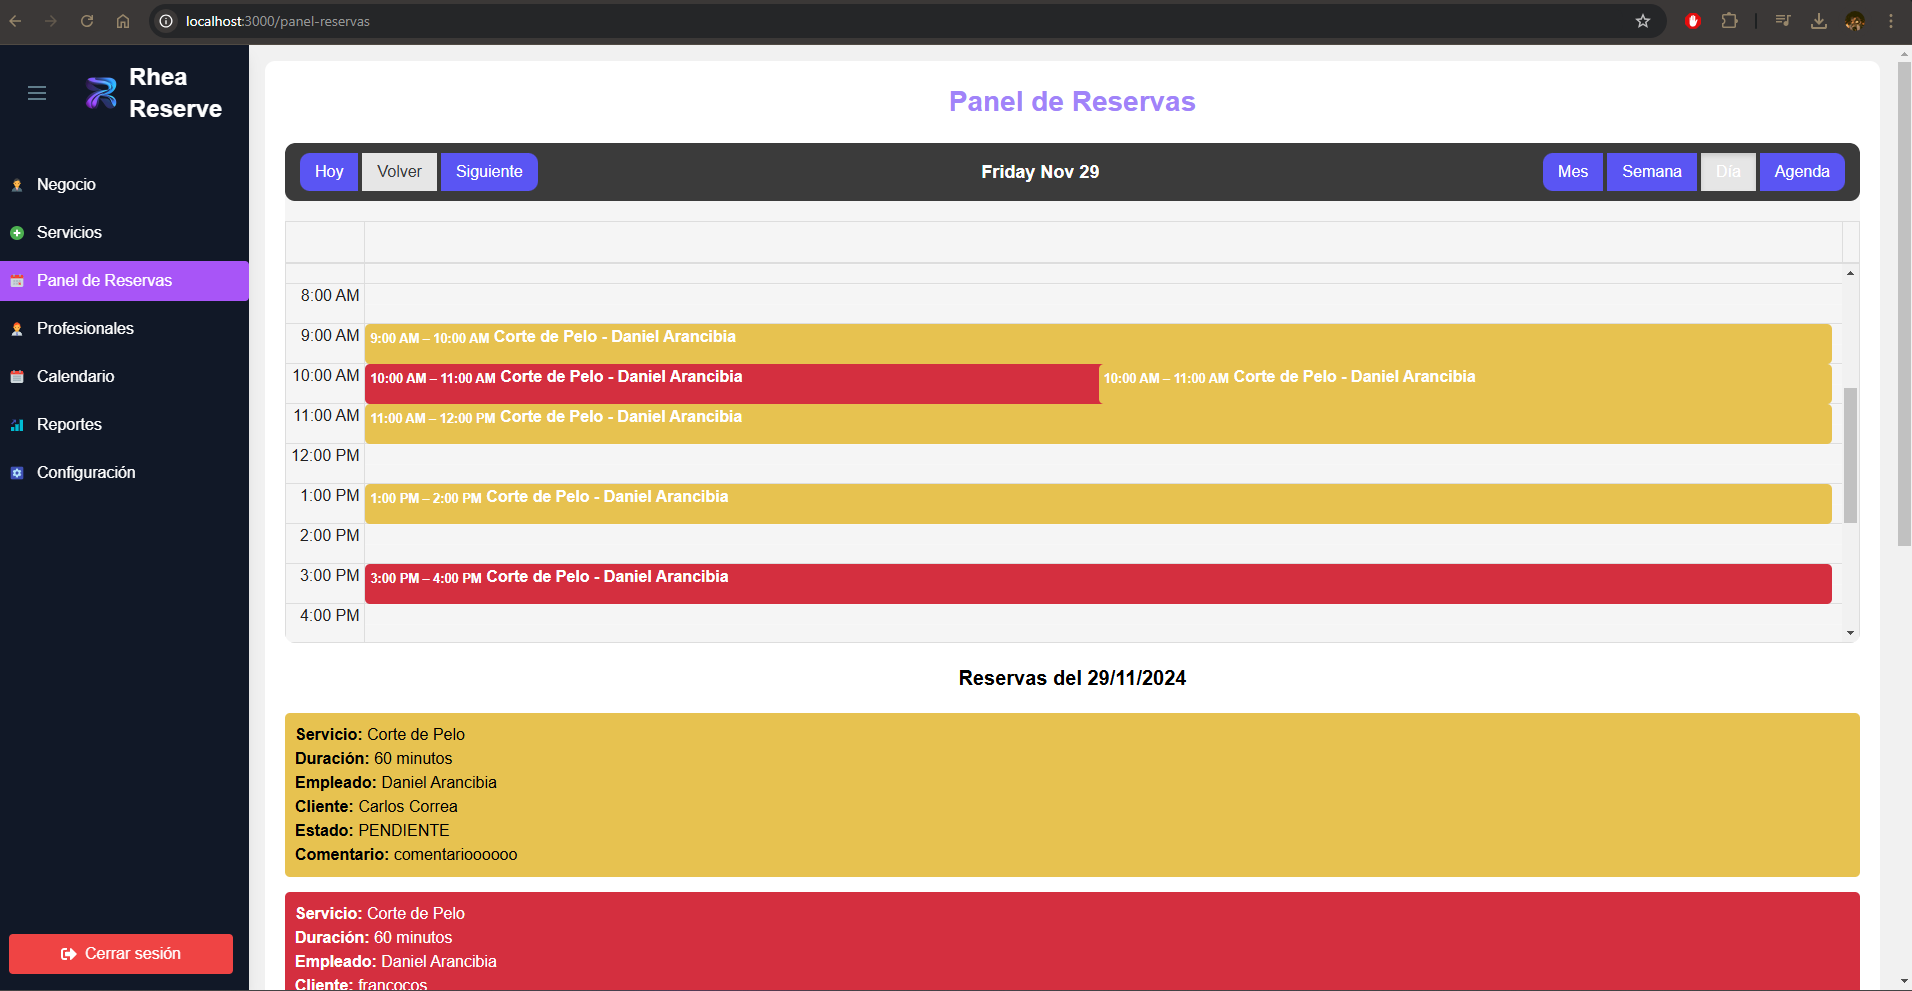 localhost:3000/panel-reservas
Rhea
Reserve
Negocio
Servicios
Panel de Reservas
Profesionales
Calendario
Reportes
Configuración
Cerrar sesión
Panel de Reservas
Hoy Volver Siguiente Friday Nov 29 Mes Semana Día Agenda
8:00 AM
9:00 AM 9:00 AM – 10:00 AM Corte de Pelo - Daniel Arancibia
10:00 AM 10:00 AM – 11:00 AM Corte de Pelo - Daniel Arancibia 10:00 AM – 11:00 AM Corte de Pelo - Daniel Arancibia
11:00 AM 11:00 AM – 12:00 PM Corte de Pelo - Daniel Arancibia
12:00 PM
1:00 PM 1:00 PM – 2:00 PM Corte de Pelo - Daniel Arancibia
2:00 PM
3:00 PM 3:00 PM – 4:00 PM Corte de Pelo - Daniel Arancibia
4:00 PM
Reservas del 29/11/2024
Servicio: Corte de Pelo
Duración: 60 minutos
Empleado: Daniel Arancibia
Cliente: Carlos Correa
Estado: PENDIENTE
Comentario: comentarioooooo
Servicio: Corte de Pelo
Duración: 60 minutos
Empleado: Daniel Arancibia
Cliente: francocos